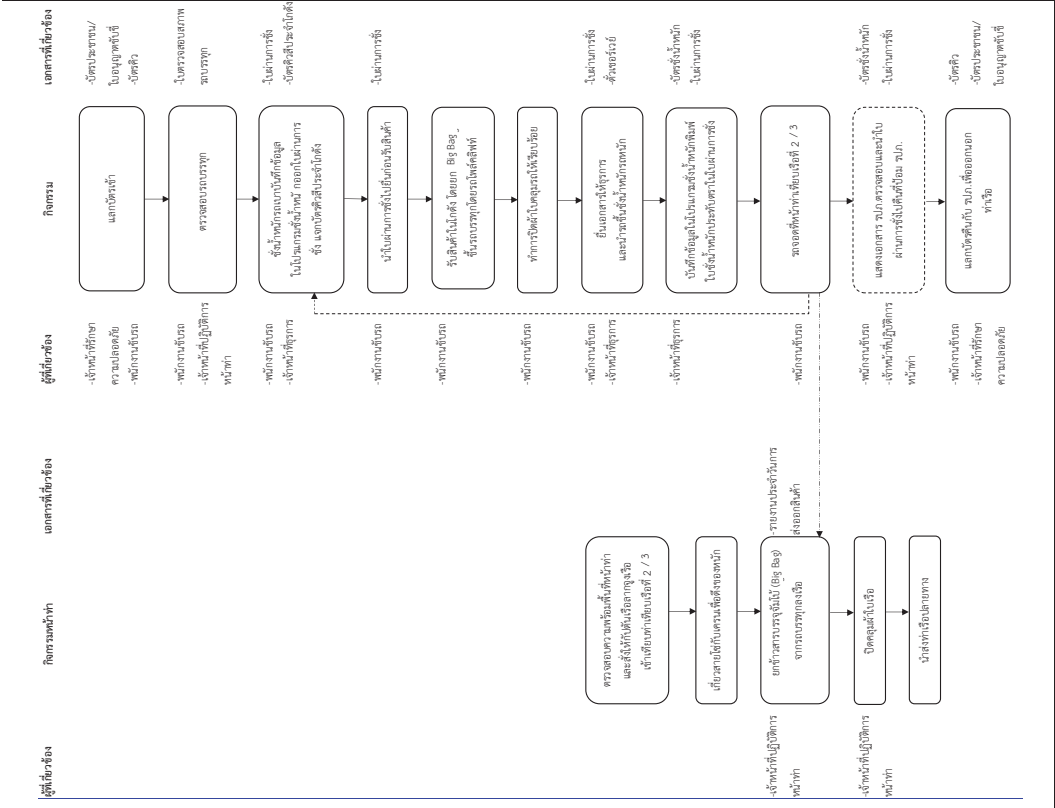 ผู้ที่เกี่ยวข้อง
กิจกรรมหน้าท่า
เอกสารที่เกี่ยวข้อง
ผู้ที่เกี่ยวข้อง
กิจกรรม
เอกสารที่เกี่ยวข้อง
-เจ้าหน้าที่รักษา
ความปลอดภัย
-พนักงานขับรถ
แลกบัตรเข้า
-บัตรประชาชน/
ใบอนุญาตขับขี่
-บัตรคิว
-พนักงานขับรถ
-เจ้าหน้าที่ปฏิบัติการ
หน้าท่า
ตรวจสอบรถบรรทุก
-ใบตรวจสอบสภาพ
รถบรรทุก
-พนักงานขับรถ
-เจ้าหน้าที่ธุรการ
ชั่งน้ำหนักรถเบาบันทึกข้อมูล
ในโปรแกรมชั่งน้ำหนั กออกใบผ่านการ
ชั่ง แจกบัตรคิวสีประจำโกดัง
-ใบผ่านการชั่ง
-บัตรคิวสีประจำโกดัง
-พนักงานขับรถ
นำใบผ่านการชั่งไปยื่นก่อนรับสินค้า
-ใบผ่านการชั่ง
-พนักงานขับรถ
รับสินค้าในโกดัง โดยยก Big Bag
ขึ้นรถบรรทุกโดยรถโฟล์คลิฟท์
-พนักงานขับรถ
ทำการปิดผ้าใบคลุมรถให้เรียบร้อย
-พนักงานขับรถ
-เจ้าหน้าที่ธุรการ
ยื่นเอกสารให้ธุรการ
และนำรถขึ้นชั่งน้ำหนักรถหนัก
-ใบผ่านการชั่ง
-ตั๋วเซอร์เวย์
-เจ้าหน้าที่ธุรการ
บันทึกข้อมูลในโปรแกรมชั่งน้ำหนักพิมพ์
ใบชั่งน้ำหนักประทับตราในใบผ่านการชั่ง
-บัตรชั่งน้ำหนัก
-ใบผ่านการชั่ง
-พนักงานขับรถ
รถจอดที่หน้าท่าเทียบเรือที่ 2 / 3
-พนักงานขับรถ
-เจ้าหน้าที่ปฏิบัติการ
หน้าท่า
แสดงเอกสาร รปภ.ตรวจสอบและนำใบ
ผ่านการชั่งไปคืนที่ป้อม รปภ.
-บัตรชั่งน้ำหนัก
-ใบผ่านการชั่ง
-พนักงานขับรถ
-เจ้าหน้าที่รักษา
ความปลอดภัย
แลกบัตรคืนกับ รปภ.เพื่อออกนอก
ท่าเรือ
-บัตรคิว
-บัตรประชาชน/
ใบอนุญาตขับขี่
ตรวจสอบความพร้อมพื้นที่หน้าท่า
และสั่งให้กัปตันเรือลากจูงเรือ
เข้าเทียบท่าเทียบเรือที่ 2 / 3
เกี่ยวสายโซ่กับเครนเพื่อดึงของหนัก
-เจ้าหน้าที่ปฏิบัติการ
หน้าท่า
ยกข้าวสารบรรจุจัมโบ้ (Big Bag)
จากรถบรรทุกลงเรือ
-รายงานประจำวันการ
ส่งออกสินค้า
-เจ้าหน้าที่ปฏิบัติการ
หน้าท่า
ปิดคลุมผ้าใบเรือ
นำส่งท่าเรือปลายทาง